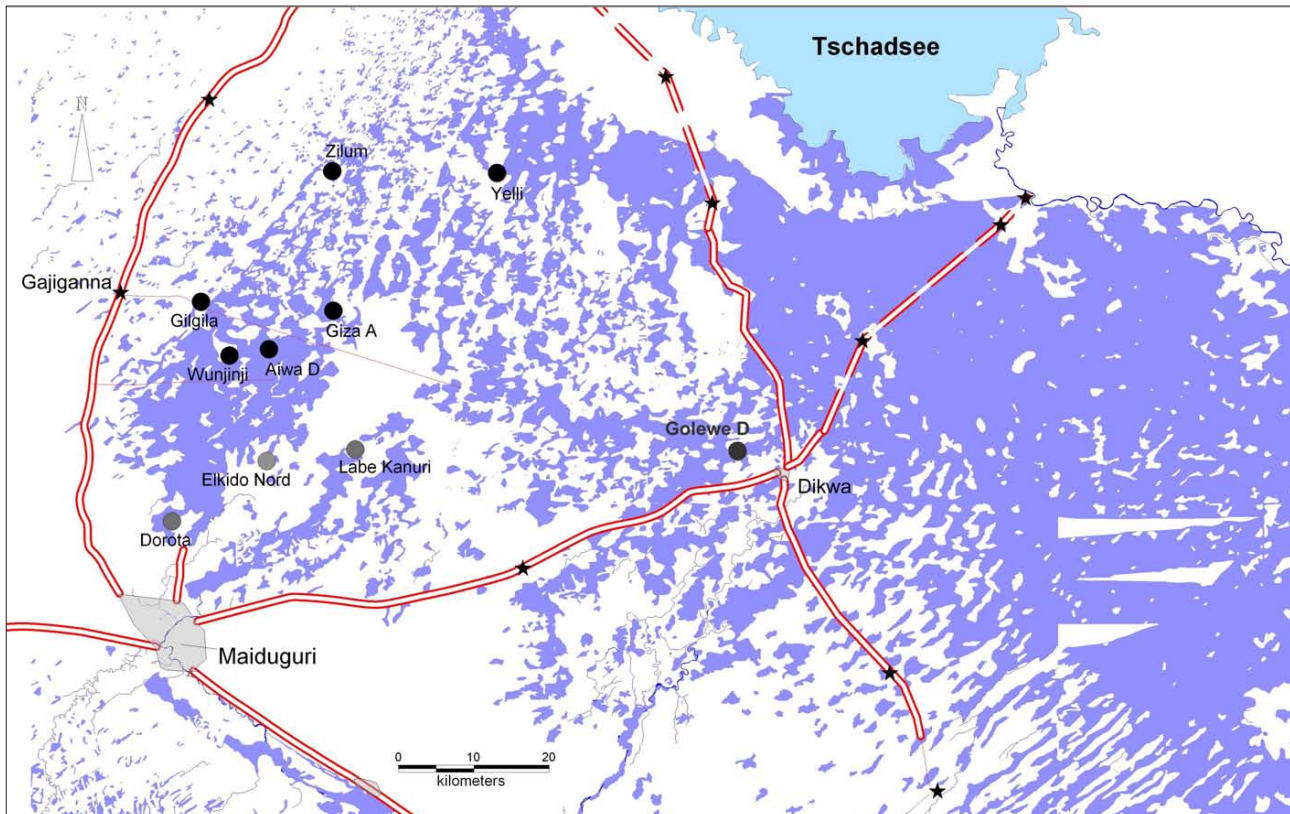 Tschadsee
N
Zilum
Yelli
Gajiganna
Gilgila
Giza A
Wunjinji
Aiwa D
Golewe D
Elkido Nord
Labe Kanuri
Dikwa
Dorota
Maiduguri
0 10 20
kilometers